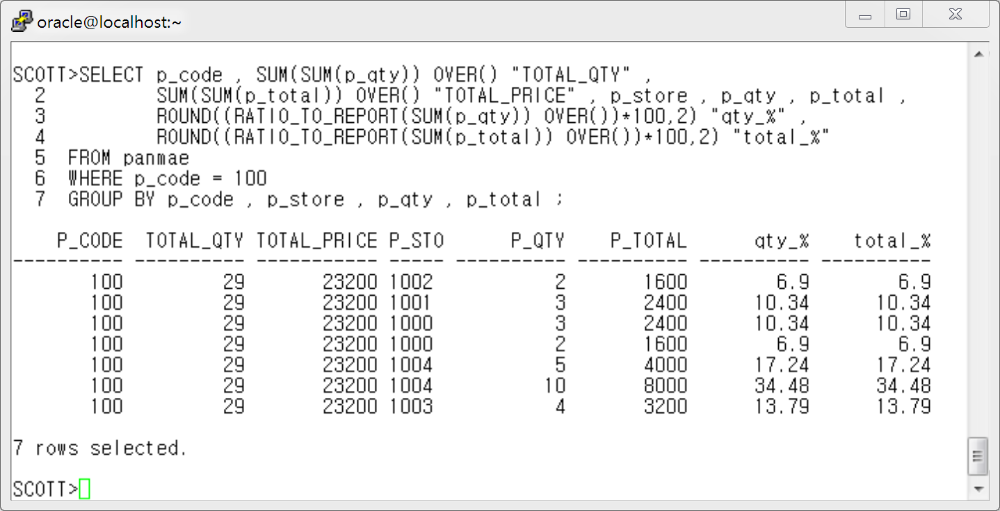 oracle@localhost:~
SCOTT>SELECT p_code , SUM(SUM(p_qty)) OVER() "TOTAL_QTY" ,
  2          SUM(SUM(p_total)) OVER() "TOTAL_PRICE" , p_store , p_qty , p_total ,
  3          ROUND((RATIO_TO_REPORT(SUM(p_qty)) OVER())*100,2) "qty_%" ,
  4          ROUND((RATIO_TO_REPORT(SUM(p_total)) OVER())*100,2) "total_%"
  5  FROM panmae
  6  WHERE p_code = 100
  7  GROUP BY p_code , p_store , p_qty , p_total ;
    P_CODE  TOTAL_QTY TOTAL_PRICE P_STO      P_QTY    P_TOTAL      qty_%    total_%
---------- ---------- ----------- ----- ---------- ---------- ---------- ----------
       100         29       23200 1002           2       1600        6.9        6.9
       100         29       23200 1001           3       2400      10.34      10.34
       100         29       23200 1000           3       2400      10.34      10.34
       100         29       23200 1000           2       1600        6.9        6.9
       100         29       23200 1004           5       4000      17.24      17.24
       100         29       23200 1004          10       8000      34.48      34.48
       100         29       23200 1003           4       3200      13.79      13.79
7 rows selected.
SCOTT>